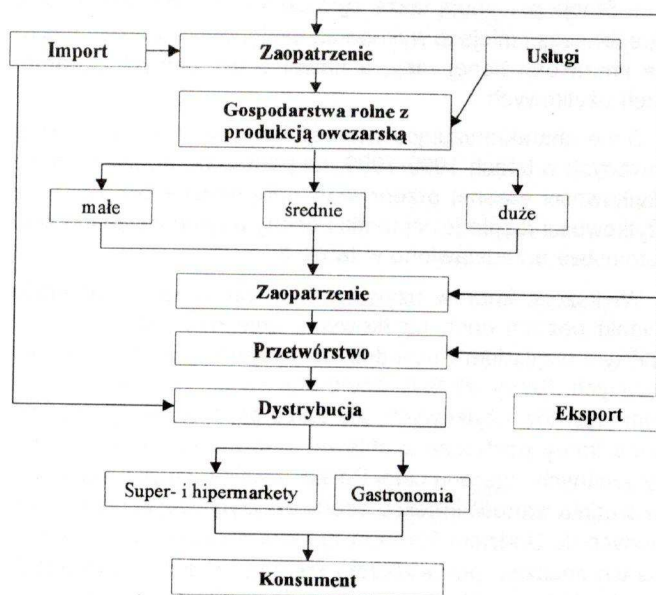 Import
Zaopatrzenie
Usługi
Gospodarstwa rolne z
produkcją owczarską
małe
średnie
duże
Zaopatrzenie
Przetwórstwo
Dystrybucja
Eksport
Super- i hipermarkety
Gastronomia
Konsument